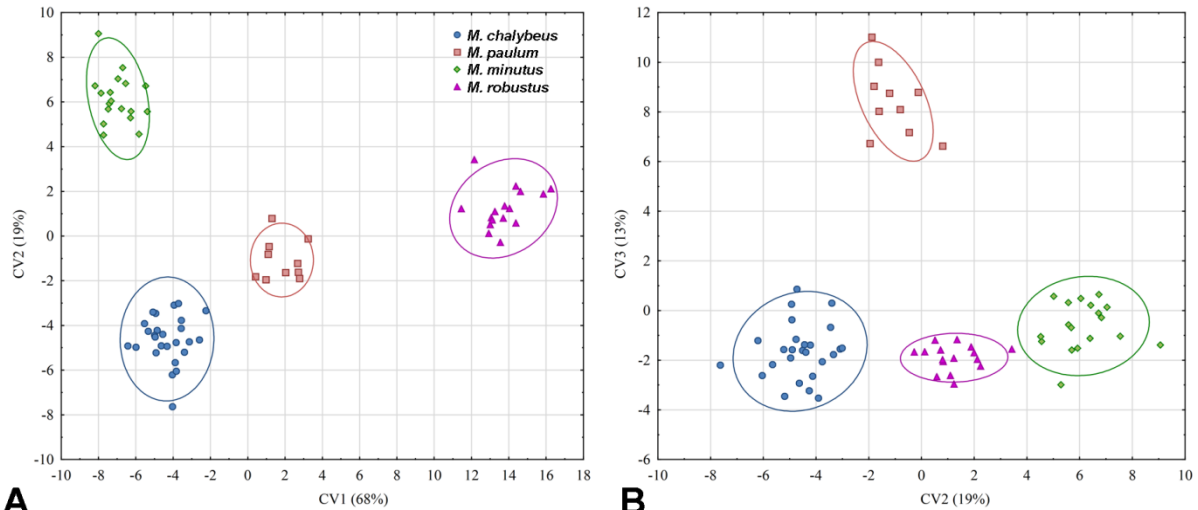 10
8
6
4
2
0
-2
-4
-6
-8
-10
CV2 (19%)
M. chalybeus
M. paulum
M. minutus
M. robustus
-10 -8 -6 -4 -2 0 2 4 6 8 10 12 14 16 18
CV1 (68%)
A
12
10
8
6
4
2
0
-2
-4
-6
CV3 (13%)
-10 -8 -6 -4 -2 0 2 4 6 8 10
CV2 (19%)
B